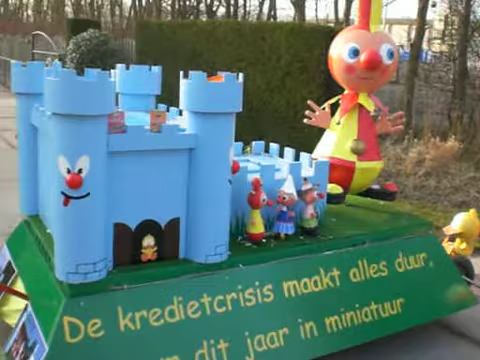 De kredietcrisis maakt alles duur,
dit jaar in miniatuur